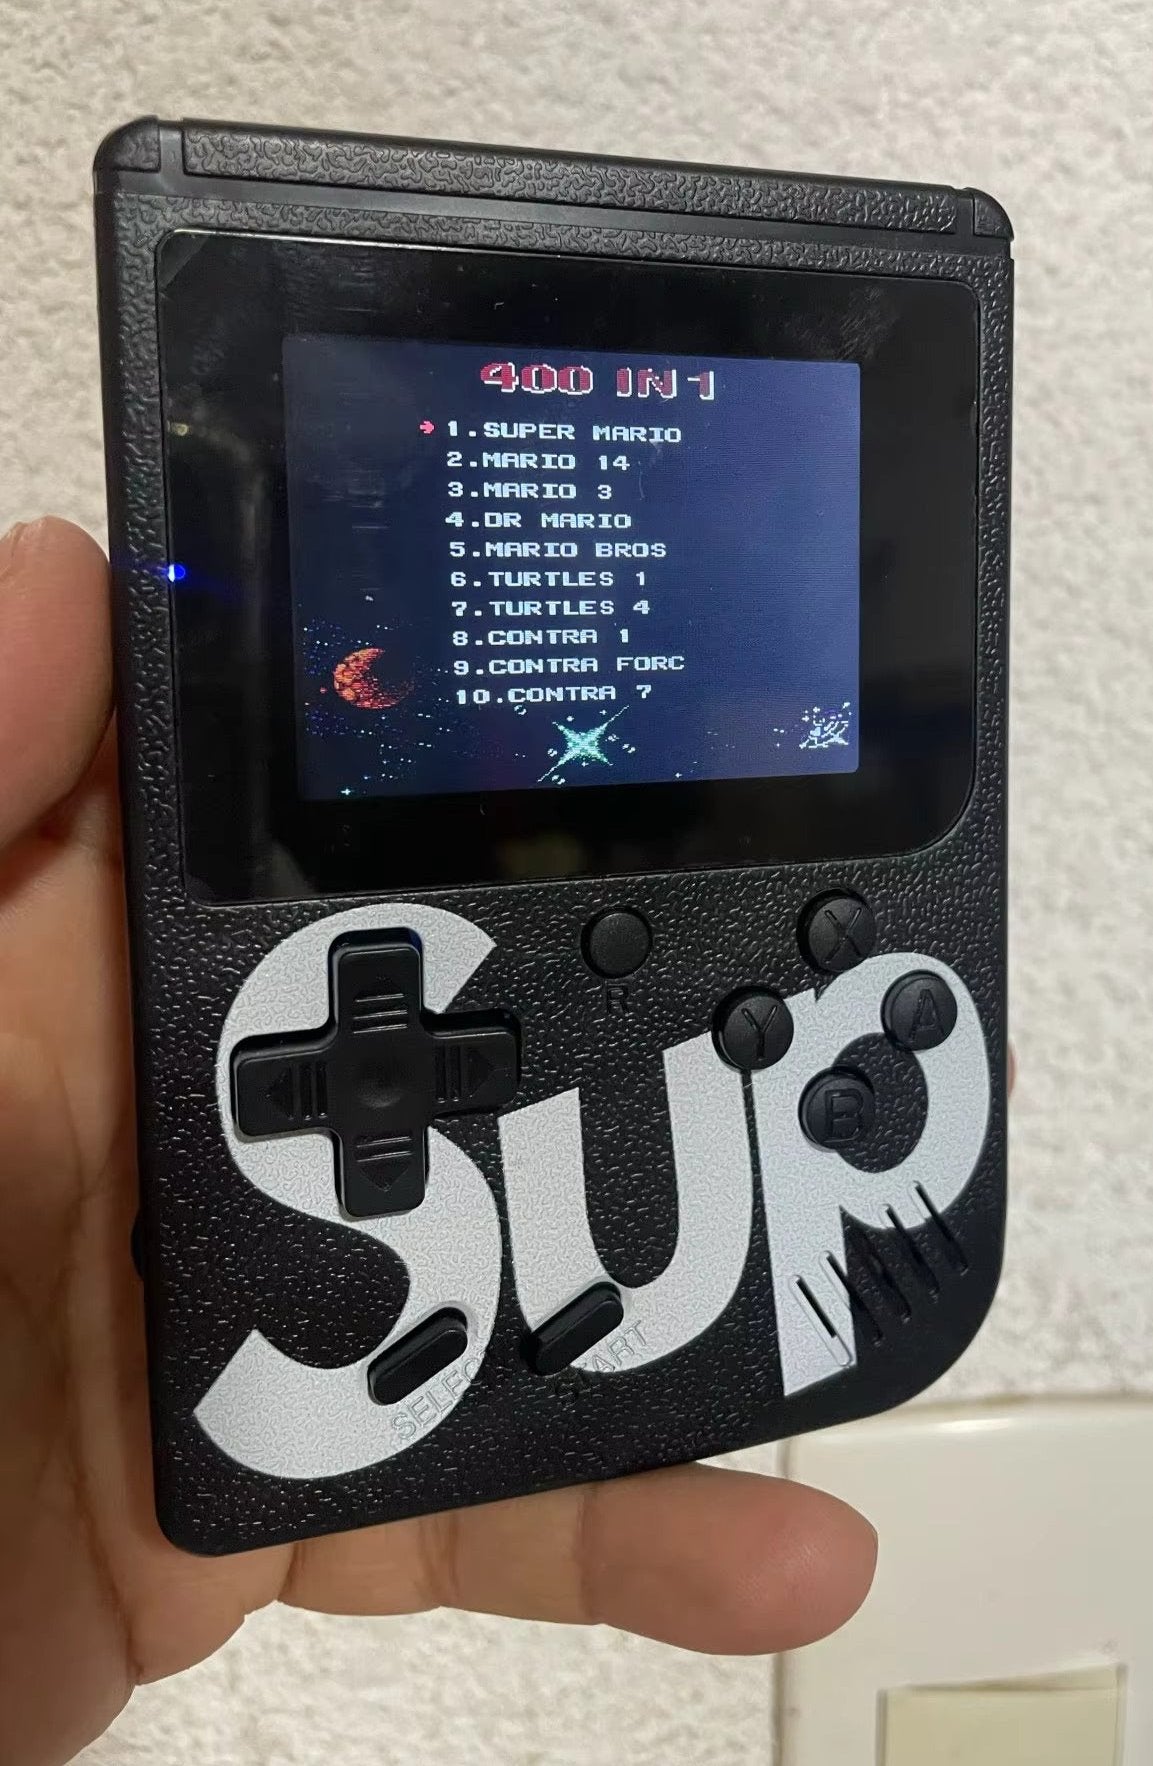 400 IN 1
1.SUPER MARIO
2.MARIO 14
3.MARIO 3
4.DR MARIO
5.MARIO BROS
6.TURTLES 1
7.TURTLES 4
8.CONTRA 1
9.CONTRA FORC
10.CONTRA 7
R
X
Y
A
B
Sup
SELECT
START